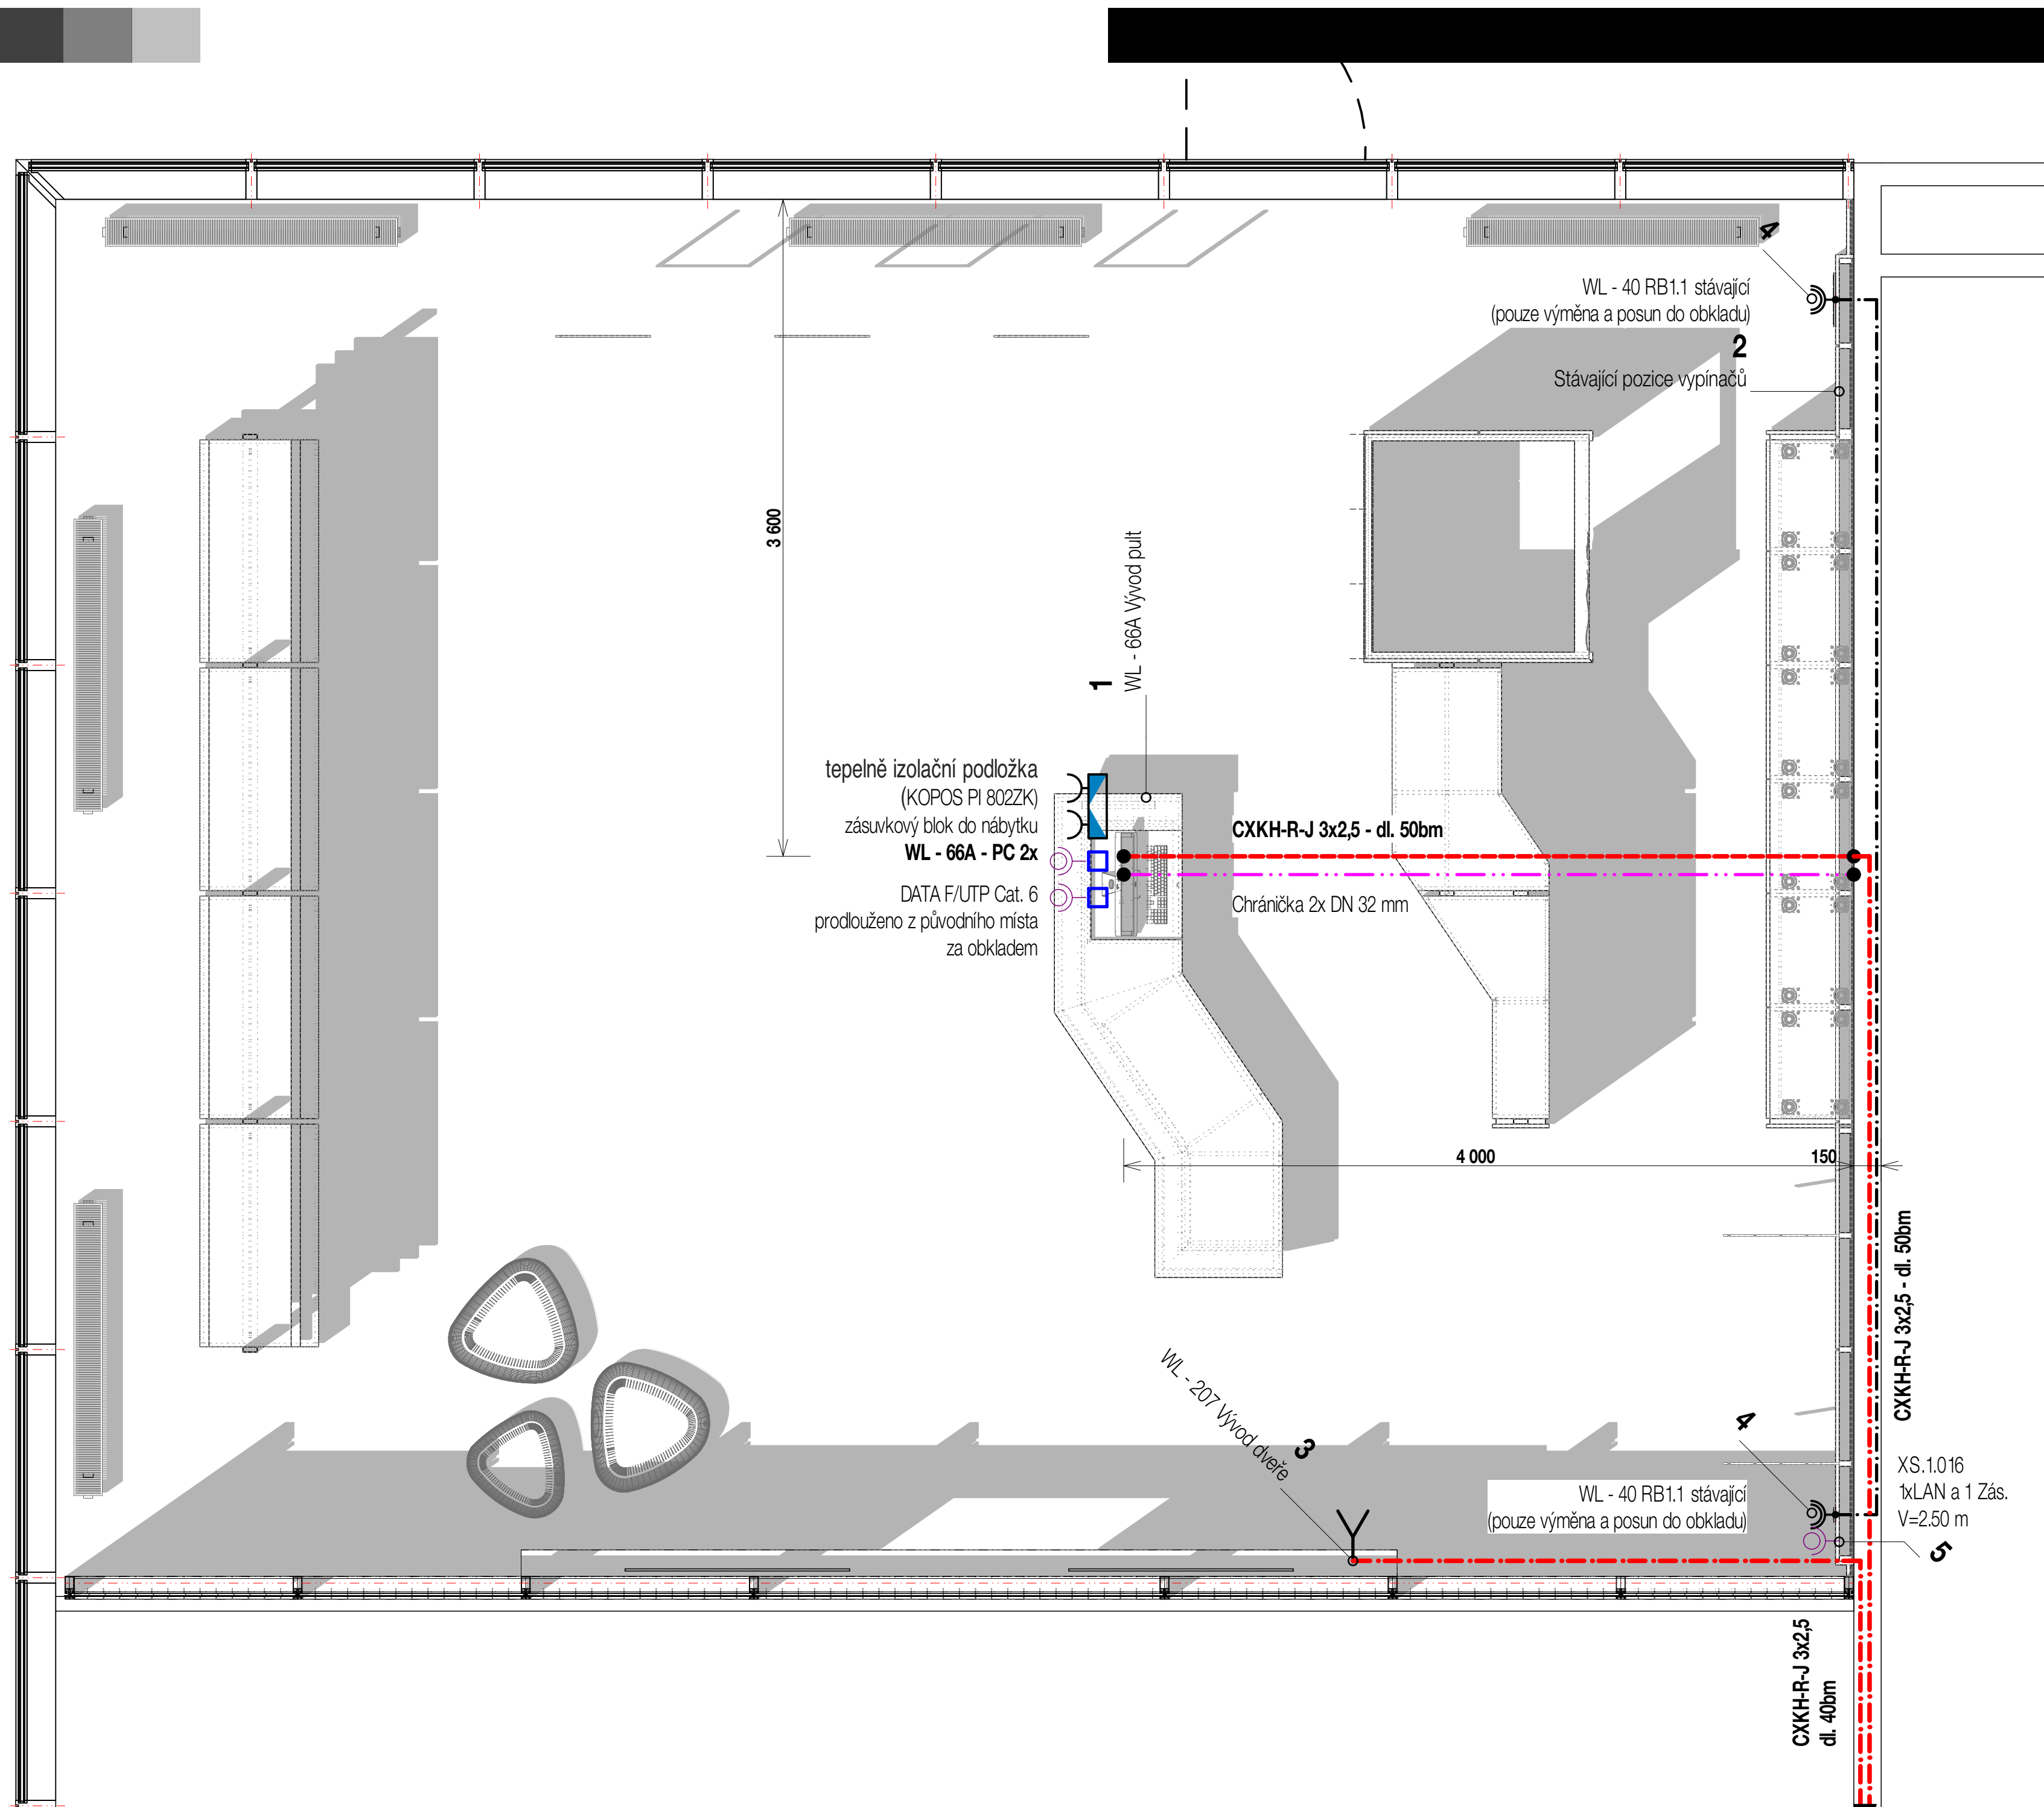 4
WL - 40 RB1.1 stávající
(pouze výměna a posun do obkladu)
2
Stávající pozice vypínačů
3 600
1
WL - 66A Vývod pult
tepelně izolační podložka
(KOPOS PI 802ZK)
zásuvkový blok do nábytku
WL - 66A - PC 2x
DATA F/UTP Cat. 6
prodlouženo z původního místa
za obkladem
CXKH-R-J 3x2,5 - dl. 50bm
Chránička 2x DN 32 mm
4 000
150
CXKH-R-J 3x2,5 - dl. 50bm
WL - 207 Vývod dveře
3
4
WL - 40 RB1.1 stávající
(pouze výměna a posun do obkladu)
XS.1.016
1xLAN a 1 Zás.
V=2.50 m
5
CXKH-R-J 3x2,5
dl. 40bm